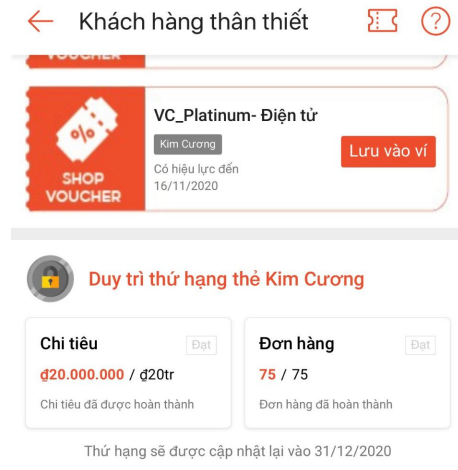 Khách hàng thân thiết
VOUCHER
VC_Platinum- Điện tử
Kim Cương
Có hiệu lực đến
16/11/2020
Lưu vào ví
SHOP
VOUCHER
Duy trì thứ hạng thẻ Kim Cương
Chi tiêu
Đạt
₫20.000.000 / ₫20tr
Chi tiêu đã được hoàn thành
Đơn hàng
Đạt
75 / 75
Đơn hàng đã hoàn thành
Thứ hạng sẽ được cập nhật lại vào 31/12/2020